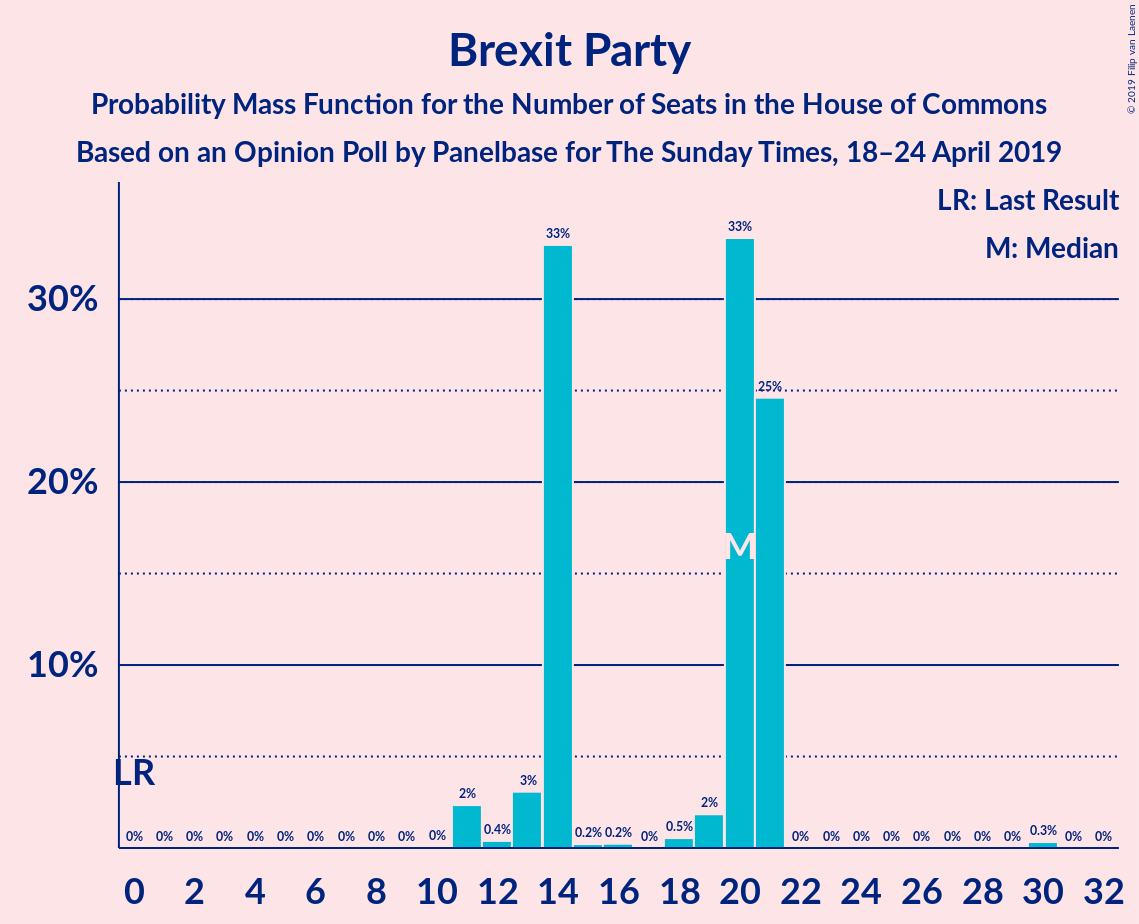 Brexit Party
Probability Mass Function for the Number of Seats in the House of Commons
Based on an Opinion Poll by Panelbase for The Sunday Times, 18–24 April 2019
© 2019 Filip van Laenen
LR: Last Result
M: Median
30%
20%
10%
LR
M
0% 0% 0% 0% 0% 0% 0% 0% 0% 0% 0% 2% 0.4% 3% 33% 0.2% 0.2% 0% 0.5% 2% 33% 25% 0% 0% 0% 0% 0% 0% 0% 0% 0.3% 0% 0%
0 2 4 6 8 10 12 14 16 18 20 22 24 26 28 30 32